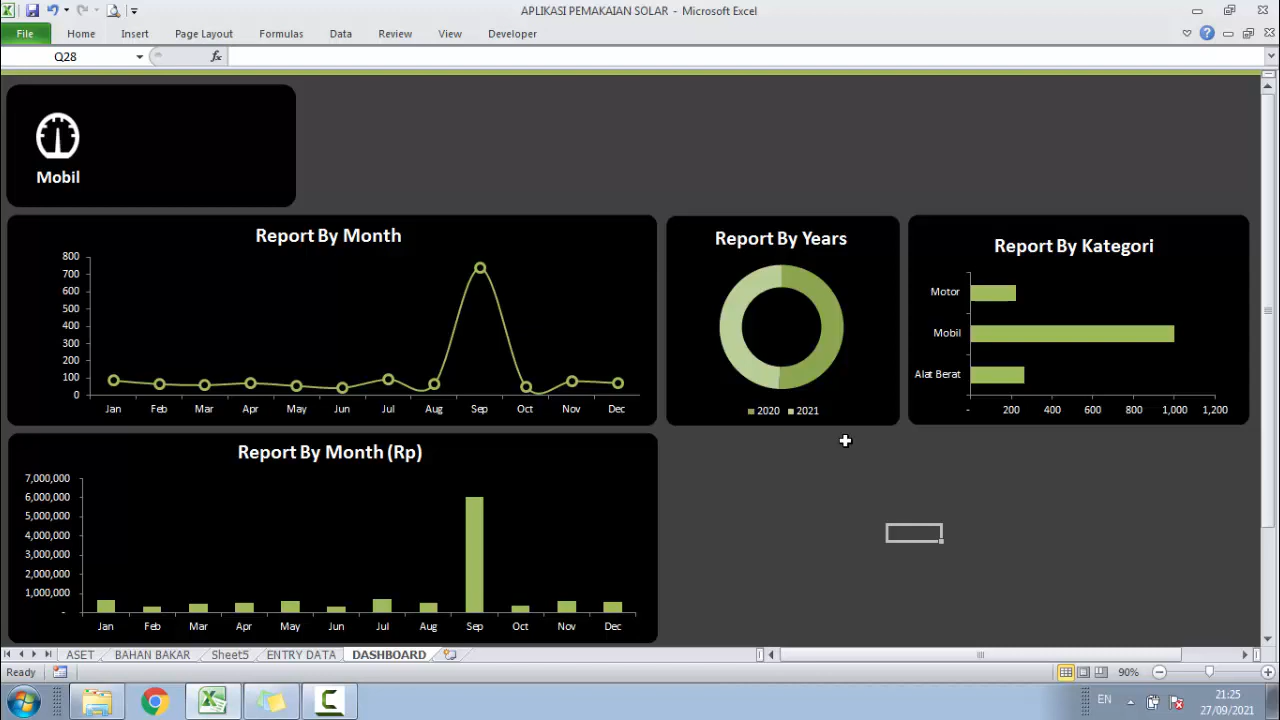 APLIKASI PEMAKAIAN SOLAR - Microsoft Excel
File Home Insert Page Layout Formulas Data Review View Developer
Q28 fx
Mobil
Report By Month
800
700
600
500
400
300
200
100
0
Jan Feb Mar Apr May Jun Jul Aug Sep Oct Nov Dec
Report By Years
2020 2021
Report By Kategori
Motor
Mobil
Alat Berat
- 200 400 600 800 1,000 1,200
Report By Month (Rp)
7,000,000
6,000,000
5,000,000
4,000,000
3,000,000
2,000,000
1,000,000
-
Jan Feb Mar Apr May Jun Jul Aug Sep Oct Nov Dec
ASET BAHAN BAKAR Sheet5 ENTRY DATA DASHBOARD
Ready 90%
EN 21:25
27/09/2021